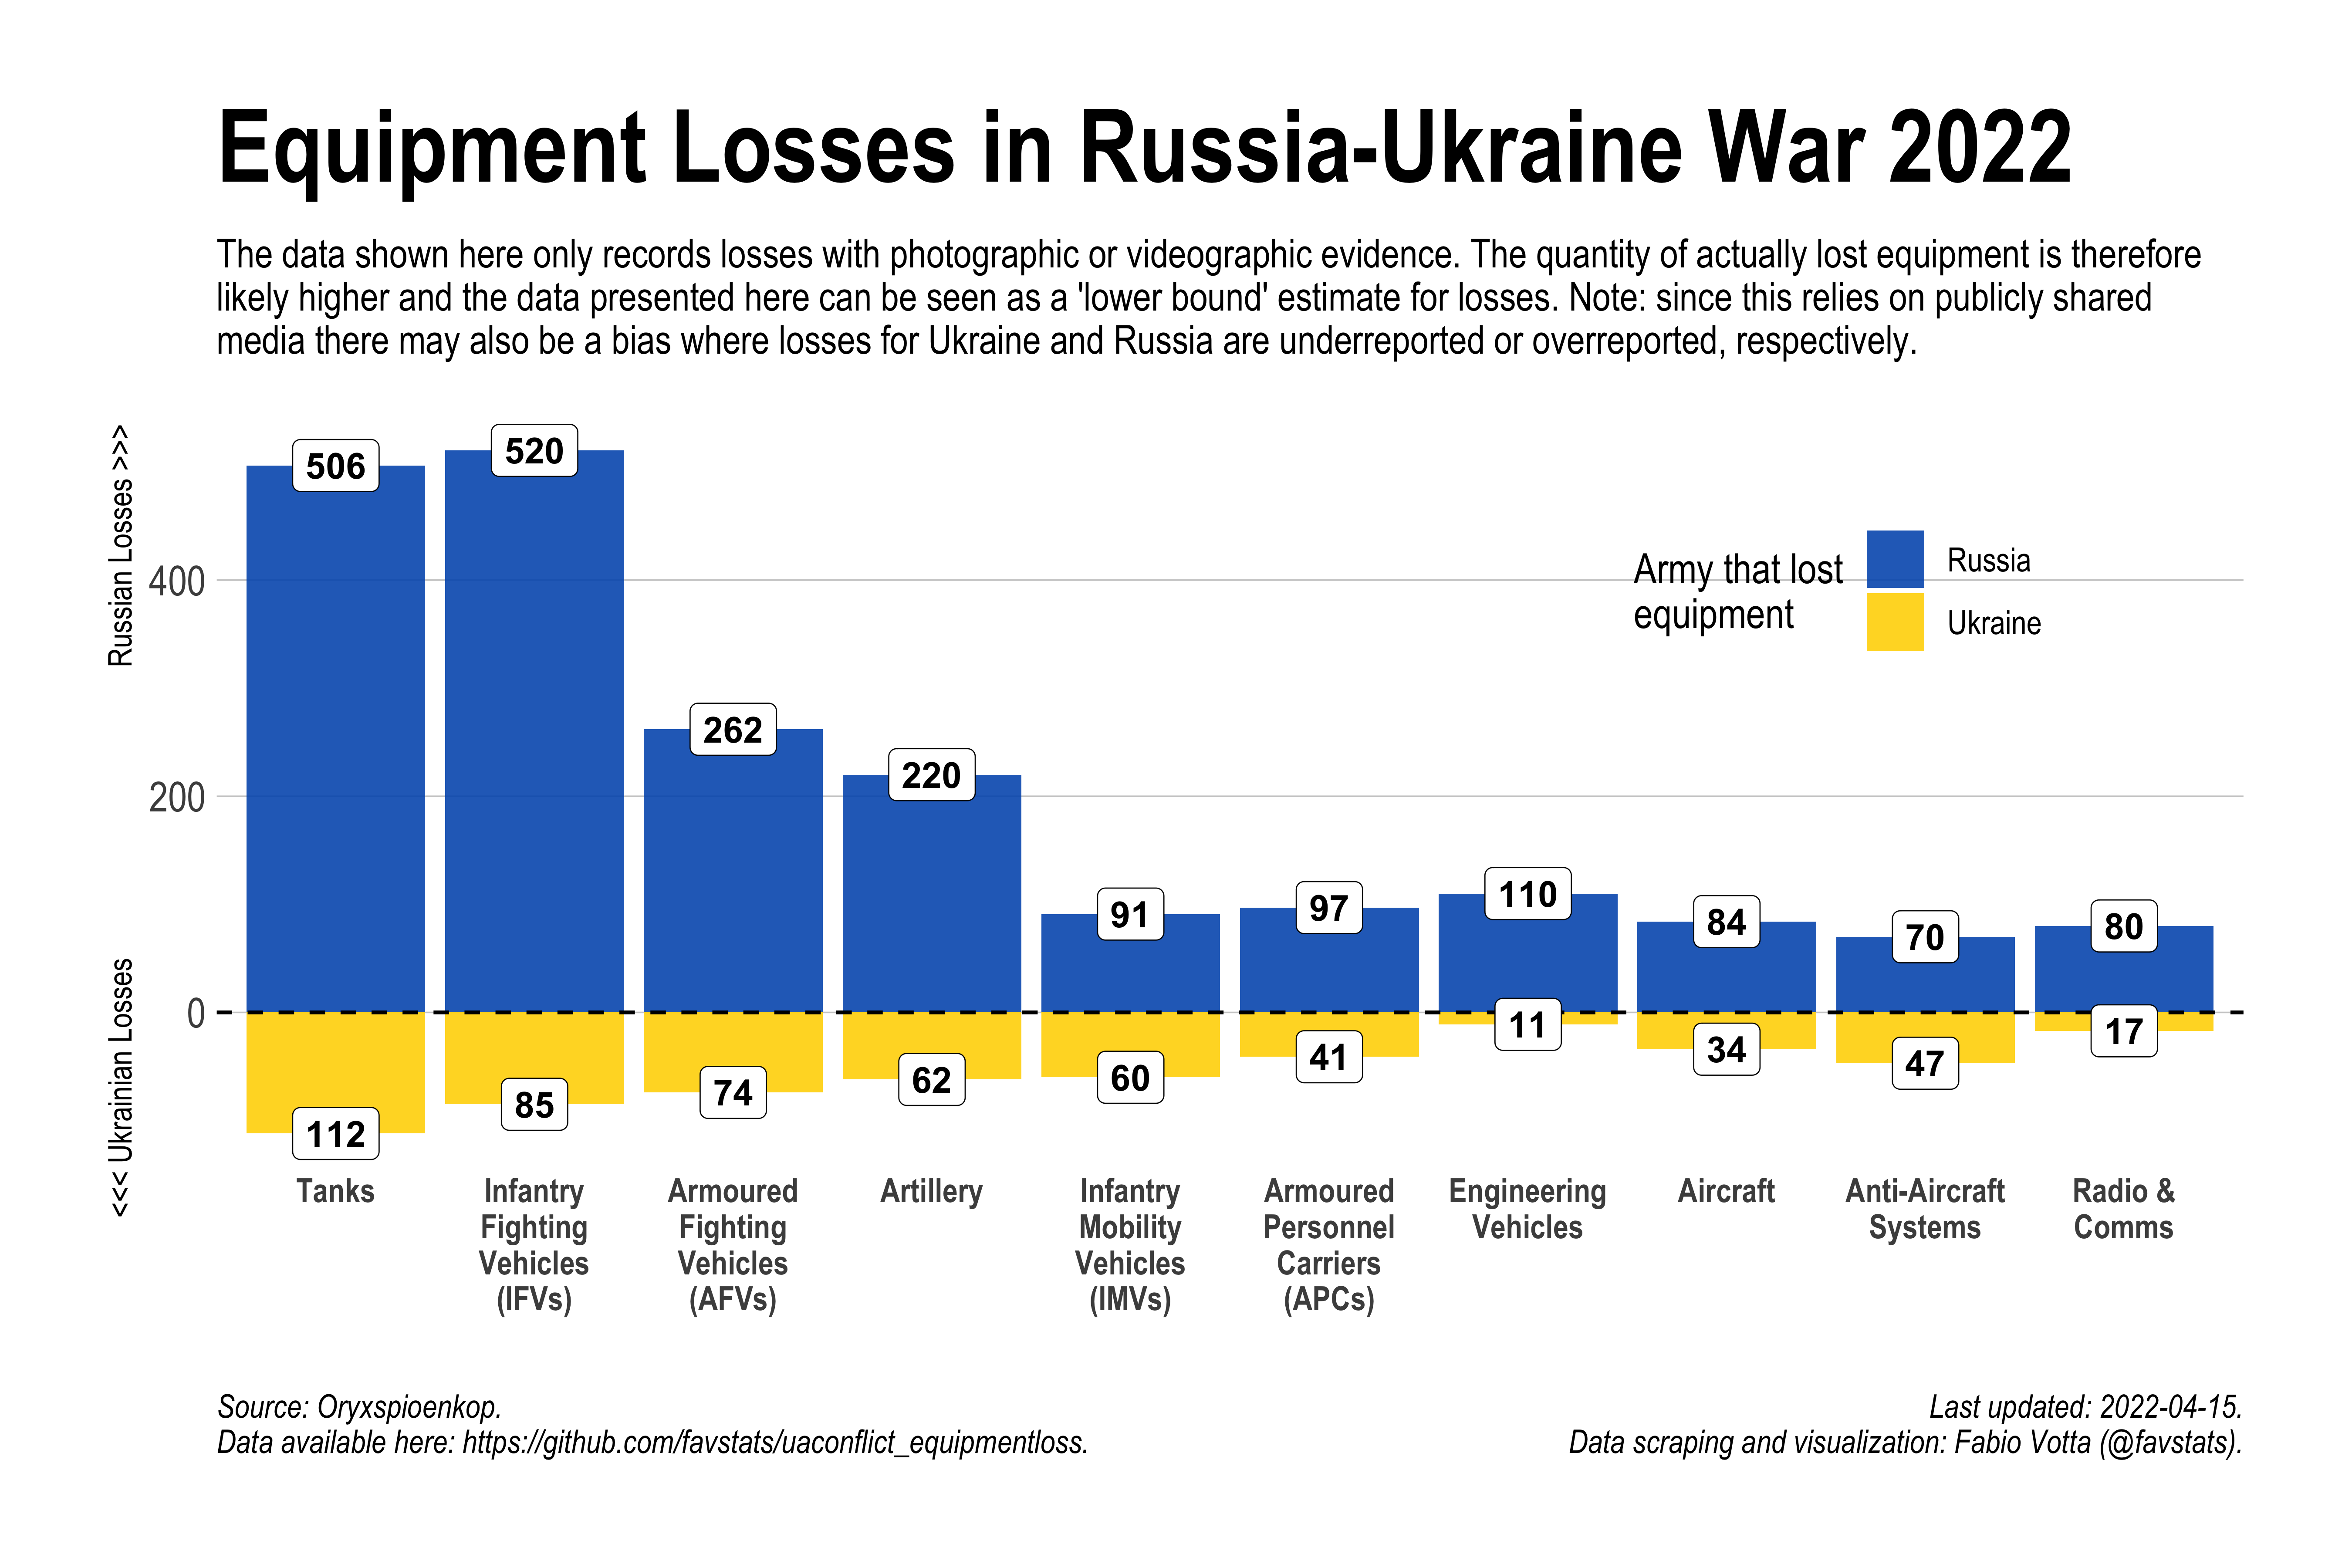 Equipment Losses in Russia-Ukraine War 2022
The data shown here only records losses with photographic or videographic evidence. The quantity of actually lost equipment is therefore
likely higher and the data presented here can be seen as a 'lower bound' estimate for losses. Note: since this relies on publicly shared
media there may also be a bias where losses for Ukraine and Russia are underreported or overreported, respectively.
Russian Losses >>>
<<< Ukrainian Losses
400
200
0
Army that lost
equipment
Russia
Ukraine
506
520
262
220
91
97
110
84
70
80
112
85
74
62
60
41
11
34
47
17
Tanks
Infantry
Fighting
Vehicles
(IFVs)
Armoured
Fighting
Vehicles
(AFVs)
Artillery
Infantry
Mobility
Vehicles
(IMVs)
Armoured
Personnel
Carriers
(APCs)
Engineering
Vehicles
Aircraft
Anti-Aircraft
Systems
Radio &
Comms
Source: Oryxspioenkop.
Data available here: https://github.com/favstats/uaconflict_equipmentloss.
Last updated: 2022-04-15.
Data scraping and visualization: Fabio Votta (@favstats).